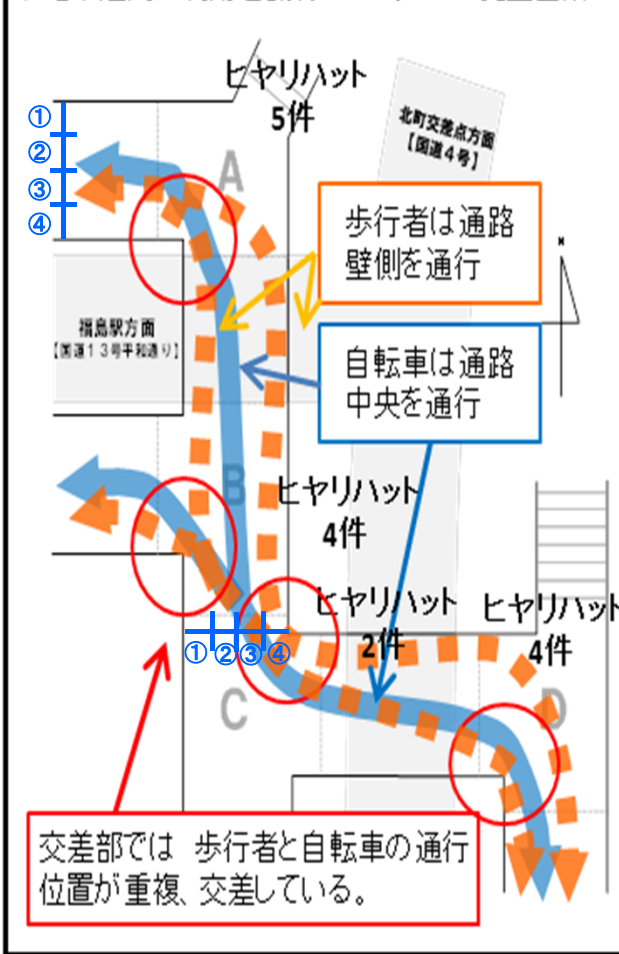 ヒヤリハット
5件
北町交差点方面
【国道4号】
①
②
③
④
A
歩行者は通路
壁側を通行
福島駅方面
【国道13号平和通り】
自転車は通路
中央を通行
B
ヒヤリハット
4件
ヒヤリハット
2件
ヒヤリハット
4件
①②③④
C
D
交差部では 歩行者と自転車の通行
位置が重複、交差している。